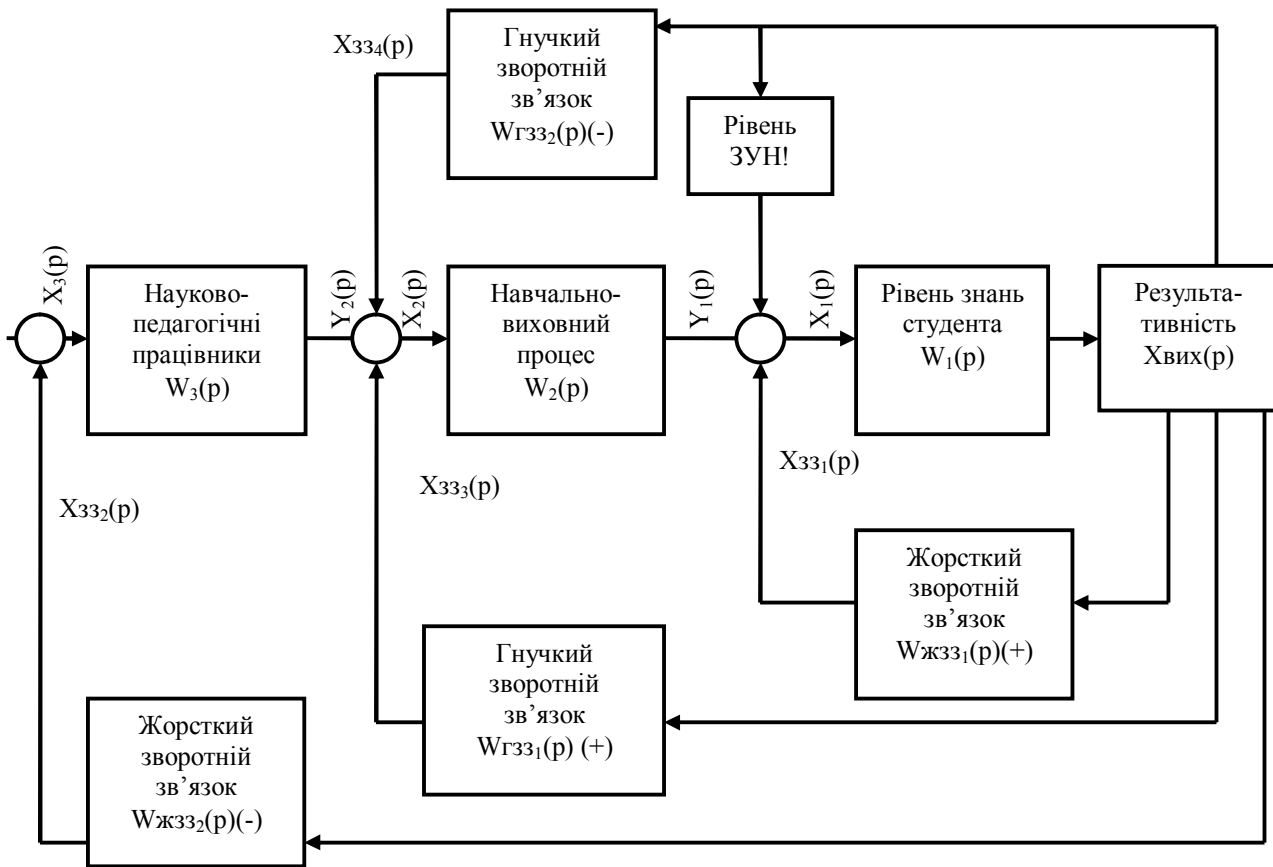 Xзз₄(p)
Гнучкий
зворотній
зв’язок
Wгзз₂(p)(-)
Рівень
ЗУН!
X₃(p)
Науково-
педагогічні
працівники
W₃(p)
Y₂(p)
X₂(p)
Навчально-
виховний
процес
W₂(p)
Y₁(p)
X₁(p)
Рівень знань
студента
W₁(p)
Результа-
тивність
Xвих(p)
Xзз₂(p)
Xзз₃(p)
Xзз₁(p)
Жорсткий
зворотній
зв’язок
Wжзз₁(p)(+)
Гнучкий
зворотній
зв’язок
Wгзз₁(p) (+)
Жорсткий
зворотній
зв’язок
Wжзз₂(p)(-)